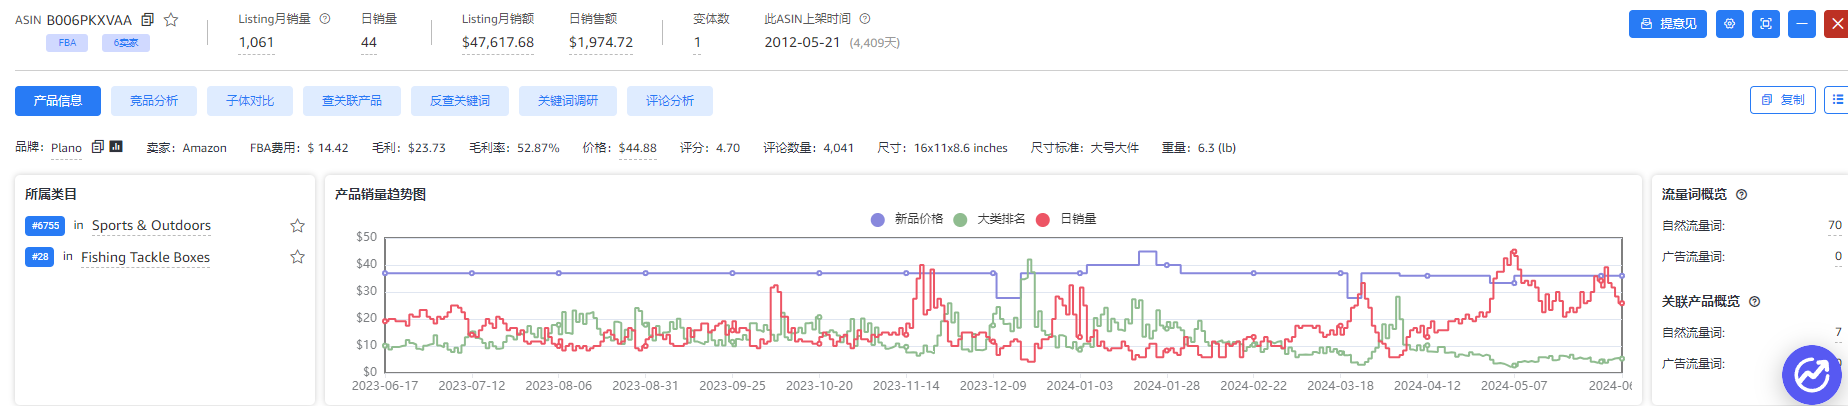 ASIN B006PKXVAA
FBA 6卖家
Listing月销量 日销量 Listing月销额 日销售额 变体数 此ASIN上架时间
1,061 44 $47,617.68 $1,974.72 1 2012-05-21 (4,409天)
提意见
产品信息 竞品分析 子体对比 查关联产品 反查关键词 关键词调研 评论分析
复制
品牌: Plano 卖家: Amazon FBA费用: $ 14.42 毛利: $23.73 毛利率: 52.87% 价格: $44.88 评分: 4.70 评论数量: 4,041 尺寸: 16x11x8.6 inches 尺寸标准: 大号大件 重量: 6.3 (lb)
所属类目
#6755 in Sports & Outdoors
#28 in Fishing Tackle Boxes
产品销量趋势图
新品价格 大类排名 日销量
$50
$40
$30
$20
$10
$0
2023-06-17 2023-07-12 2023-08-06 2023-08-31 2023-09-25 2023-10-20 2023-11-14 2023-12-09 2024-01-03 2024-01-28 2024-02-22 2024-03-18 2024-04-12 2024-05-07 2024-06
流量词概览
自然流量词: 70
广告流量词: 0
关联产品概览
自然流量词: 7
广告流量词: